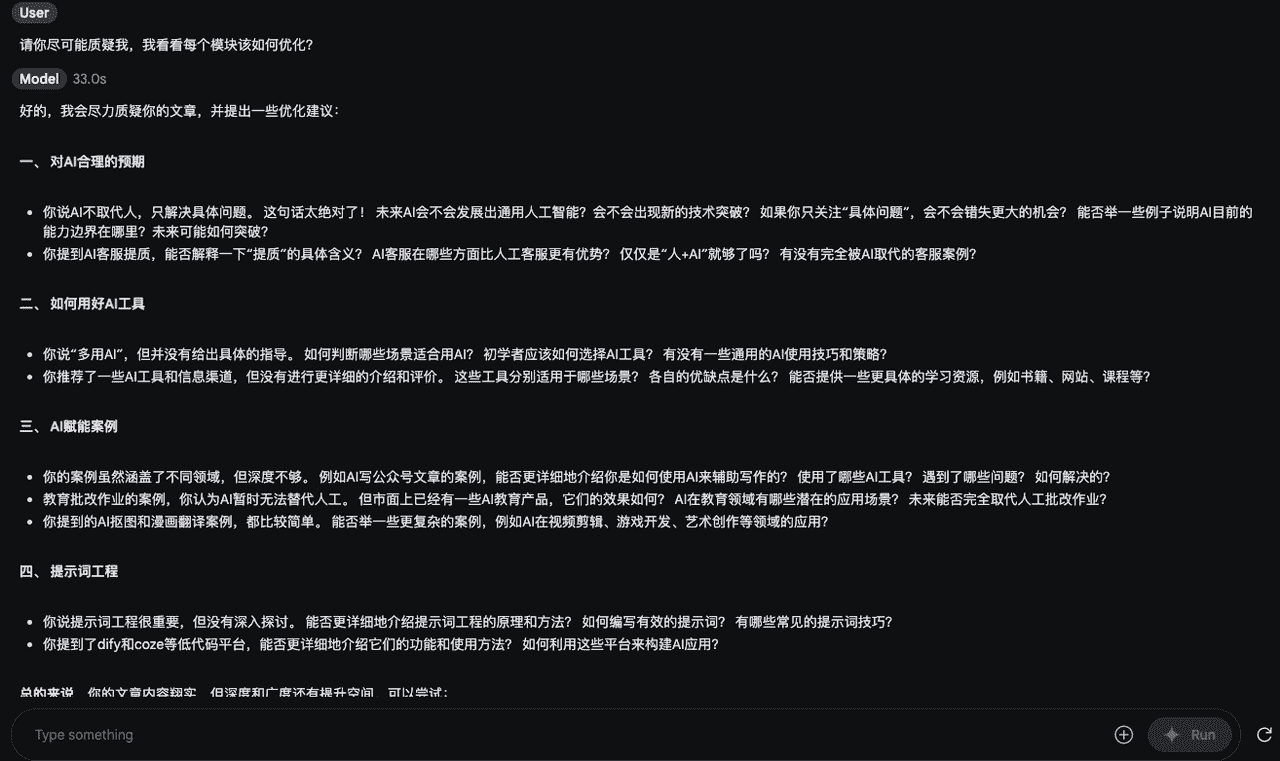 User
请你尽可能质疑我，我看看每个模块该如何优化？
Model 33.0s
好的，我会尽力质疑你的文章，并提出一些优化建议：
一、 对AI合理的预期
• 你说AI不取代人，只解决具体问题。 这句话太绝对了！ 未来AI会不会发展出通用人工智能？会不会出现新的技术突破？ 如果你只关注“具体问题”，会不会错失更大的机会？ 能否举一些例子说明AI目前的
能力边界在哪里？未来可能如何突破？
• 你提到AI客服提质，能否解释一下“提质”的具体含义？ AI客服在哪些方面比人工客服更有优势？ 仅仅是“人+AI”就够了吗？ 有没有完全被AI取代的客服案例？
二、 如何用好AI工具
• 你说“多用AI”，但并没有给出具体的指导。 如何判断哪些场景适合用AI？ 初学者应该如何选择AI工具？ 有没有一些通用的AI使用技巧和策略？
• 你推荐了一些AI工具和信息渠道，但没有进行更详细的介绍和评价。 这些工具分别适用于哪些场景？ 各自的优缺点是什么？ 能否提供一些更具体的学习资源，例如书籍、网站、课程等？
三、 AI赋能案例
• 你的案例虽然涵盖了不同领域，但深度不够。 例如AI写公众号文章的案例，能否更详细地介绍你是如何使用AI来辅助写作的？ 使用了哪些AI工具？ 遇到了哪些问题？ 如何解决的？
• 教育批改作业的案例，你认为AI暂时无法替代人工。 但市面上已经有一些AI教育产品，它们的效果如何？ AI在教育领域有哪些潜在的应用场景？ 未来能否完全取代人工批改作业？
• 你提到的AI抠图和漫画翻译案例，都比较简单。 能否举一些更复杂的案例，例如AI在视频剪辑、游戏开发、艺术创作等领域的应用？
四、 提示词工程
• 你说提示词工程很重要，但没有深入探讨。 能否更详细地介绍提示词工程的原理和方法？ 如何编写有效的提示词？ 有哪些常见的提示词技巧？
• 你提到了dify和coze等低代码平台，能否更详细地介绍它们的功能和使用方法？ 如何利用这些平台来构建AI应用？
总的来说，你的文章内容翔实，但深度和广度还有提升空间，可以尝试：
Type something
Run